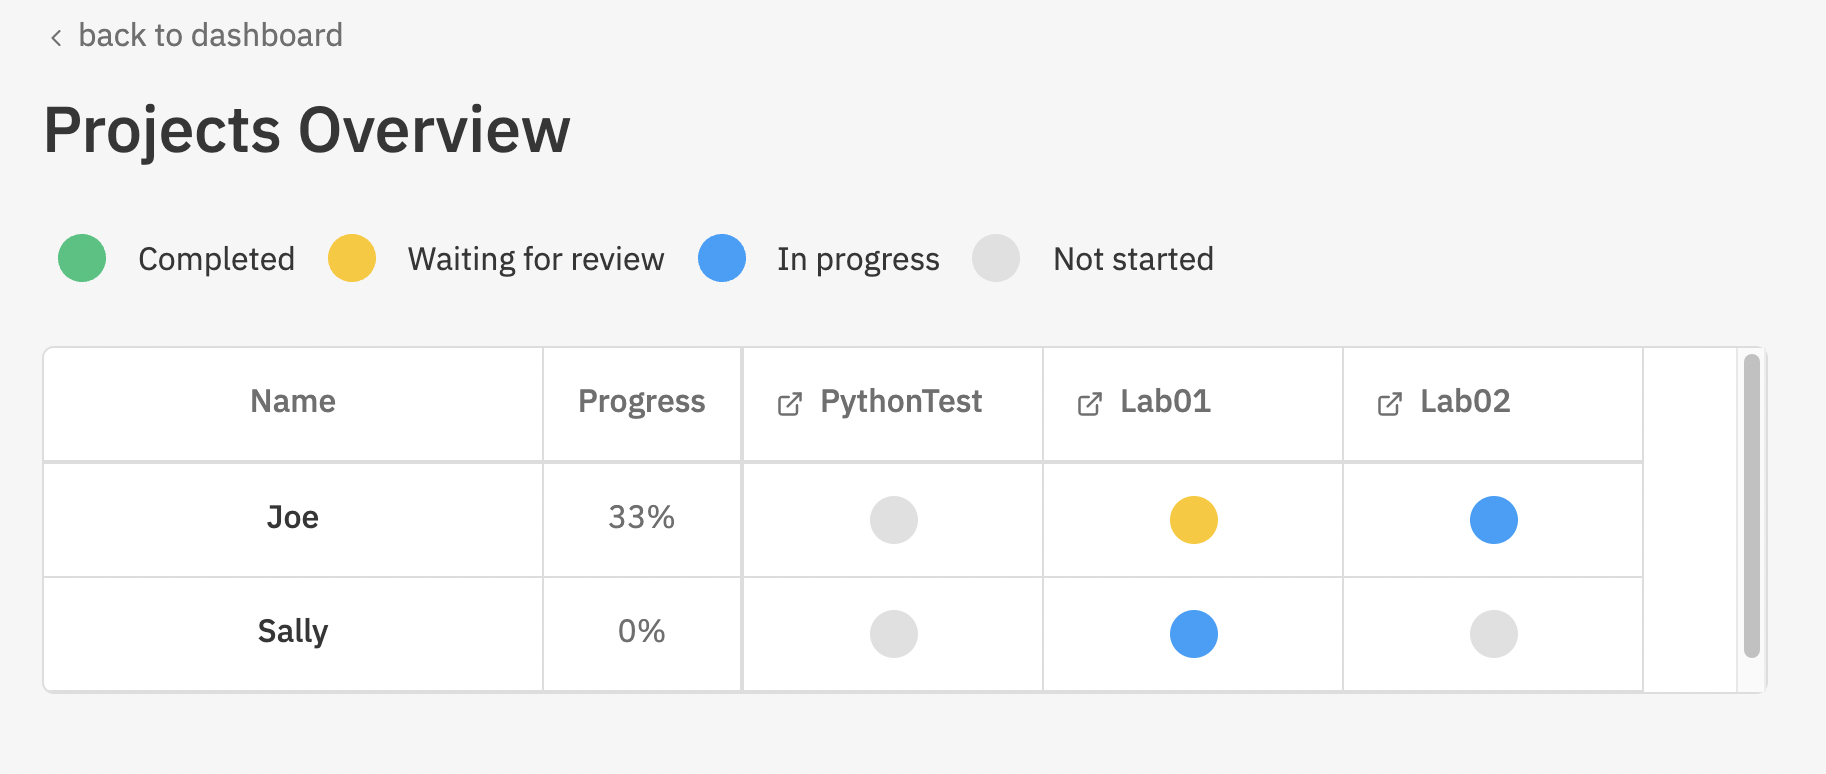 back to dashboard
Projects Overview
Completed Waiting for review In progress Not started
Name Progress PythonTest Lab01 Lab02
Joe 33%
Sally 0%